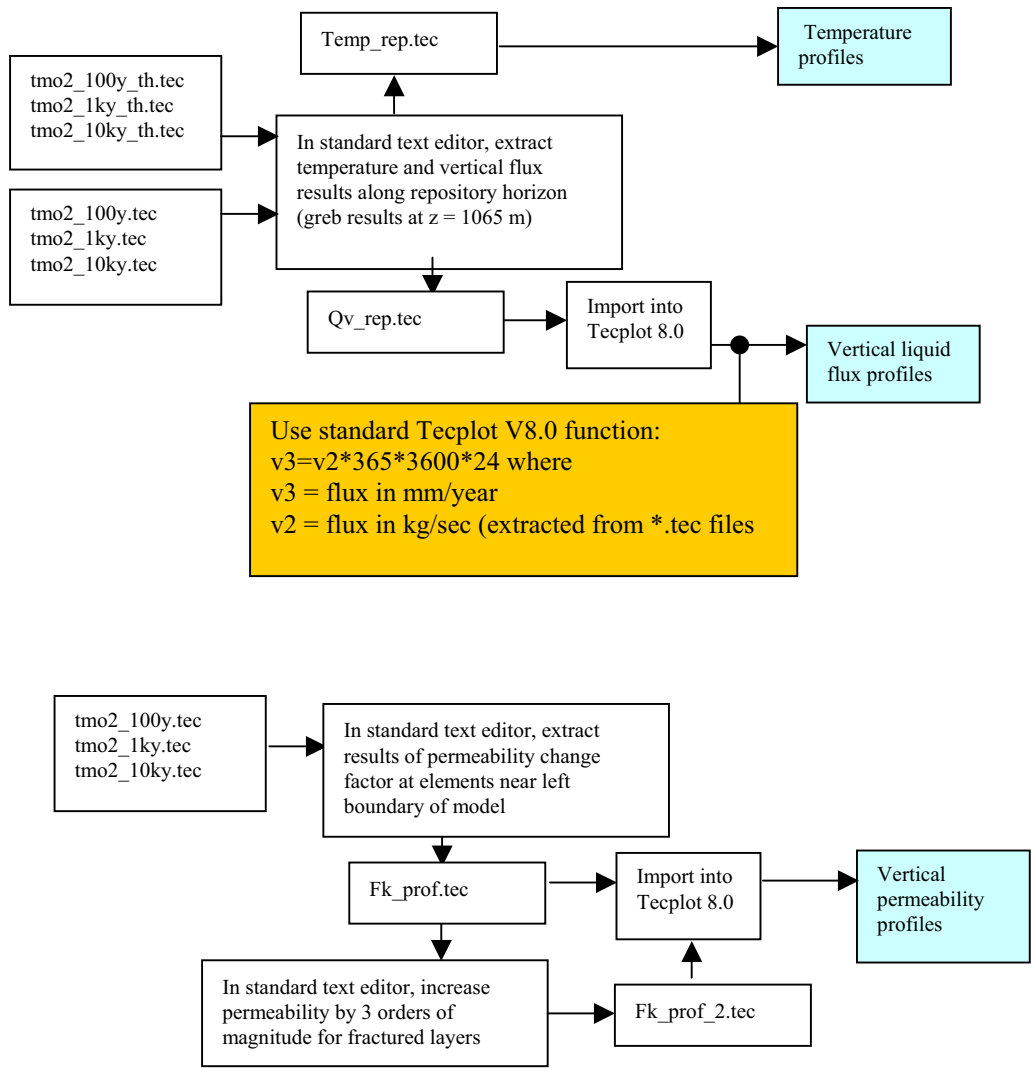 Temp_rep.tec
Temperature
profiles
tmo2_100y_th.tec
tmo2_1ky_th.tec
tmo2_10ky_th.tec
In standard text editor, extract
temperature and vertical flux
results along repository horizon
(greb results at z = 1065 m)
tmo2_100y.tec
tmo2_1ky.tec
tmo2_10ky.tec
Qv_rep.tec
Import into
Tecplot 8.0
Vertical liquid
flux profiles
Use standard Tecplot V8.0 function:
v3=v2*365*3600*24 where
v3 = flux in mm/year
v2 = flux in kg/sec (extracted from *.tec files
tmo2_100y.tec
tmo2_1ky.tec
tmo2_10ky.tec
In standard text editor, extract
results of permeability change
factor at elements near left
boundary of model
Fk_prof.tec
Import into
Tecplot 8.0
Vertical
permeability
profiles
In standard text editor, increase
permeability by 3 orders of
magnitude for fractured layers
Fk_prof_2.tec